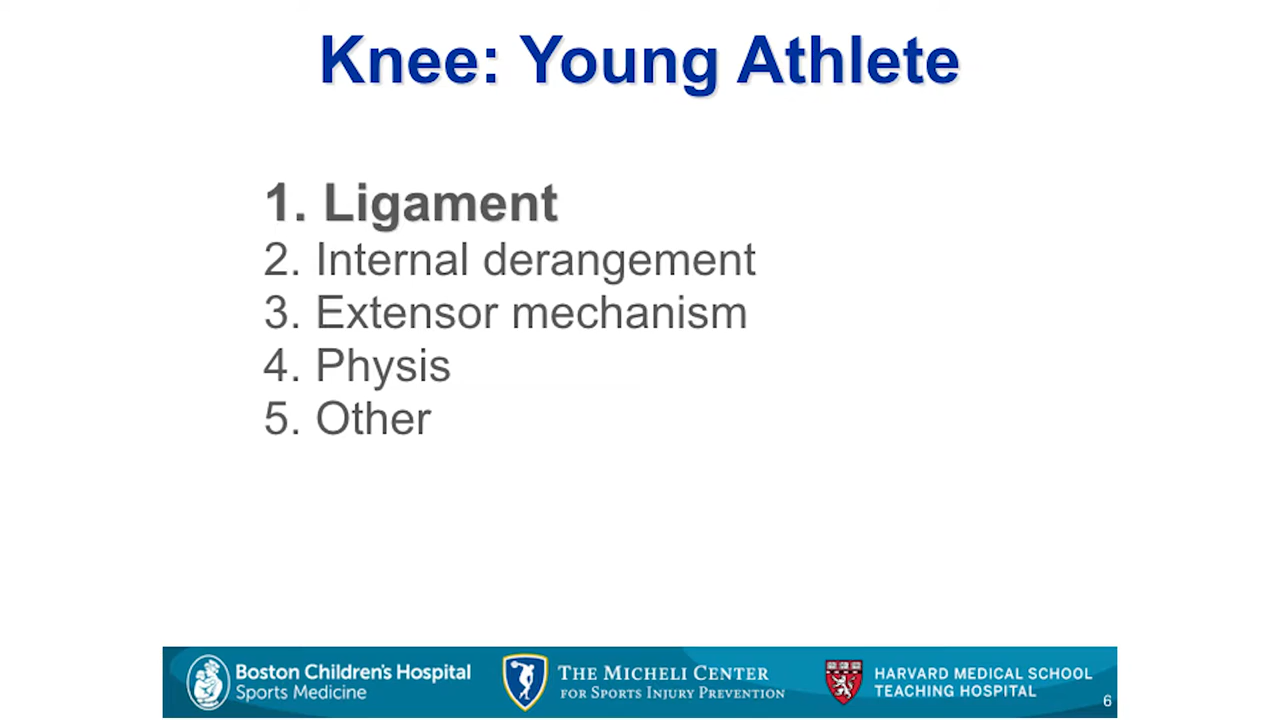 Knee: Young Athlete
1. Ligament
2. Internal derangement
3. Extensor mechanism
4. Physis
5. Other
Boston Children's Hospital
Sports Medicine
THE MICHELI CENTER
FOR SPORTS INJURY PREVENTION
HARVARD MEDICAL SCHOOL
TEACHING HOSPITAL
6